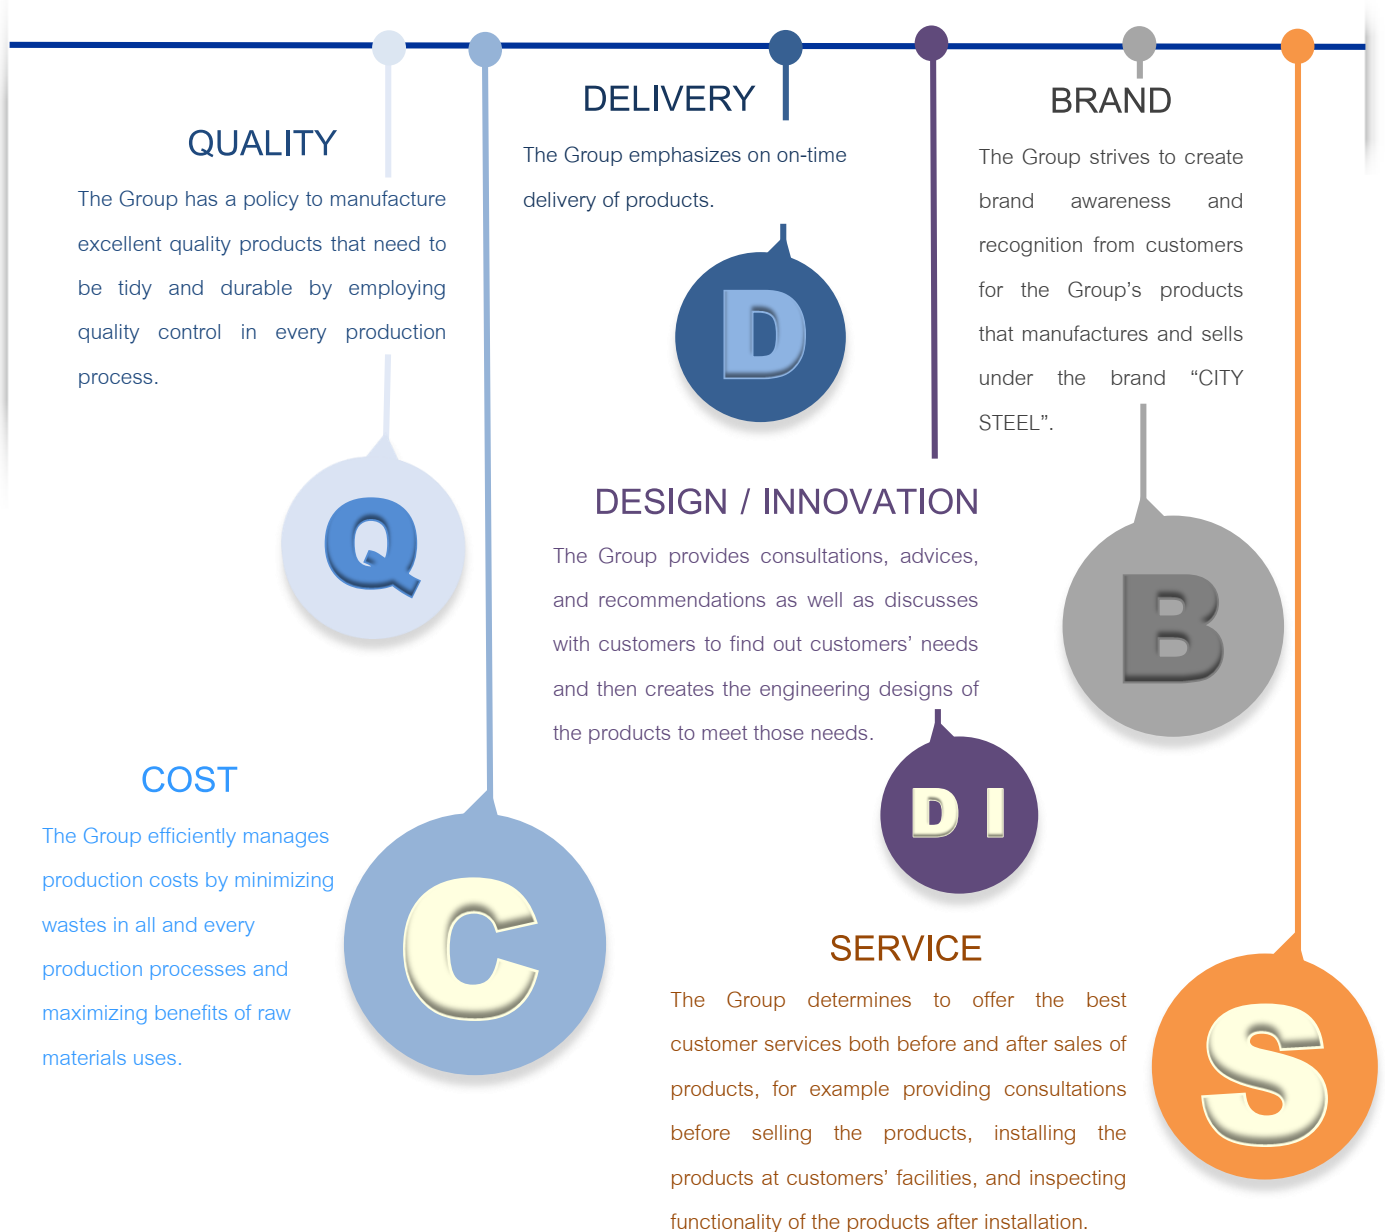 QUALITY
The Group has a policy to manufacture
excellent quality products that need to
be tidy and durable by employing
quality control in every production
process.
Q
COST
The Group efficiently manages
production costs by minimizing
wastes in all and every
production processes and
maximizing benefits of raw
materials uses.
C
DELIVERY
The Group emphasizes on on-time
delivery of products.
D
DESIGN / INNOVATION
The Group provides consultations, advices,
and recommendations as well as discusses
with customers to find out customers’ needs
and then creates the engineering designs of
the products to meet those needs.
D I
BRAND
The Group strives to create
brand awareness and
recognition from customers
for the Group’s products
that manufactures and sells
under the brand “CITY
STEEL”.
B
SERVICE
The Group determines to offer the best
customer services both before and after sales of
products, for example providing consultations
before selling the products, installing the
products at customers’ facilities, and inspecting
functionality of the products after installation.
S